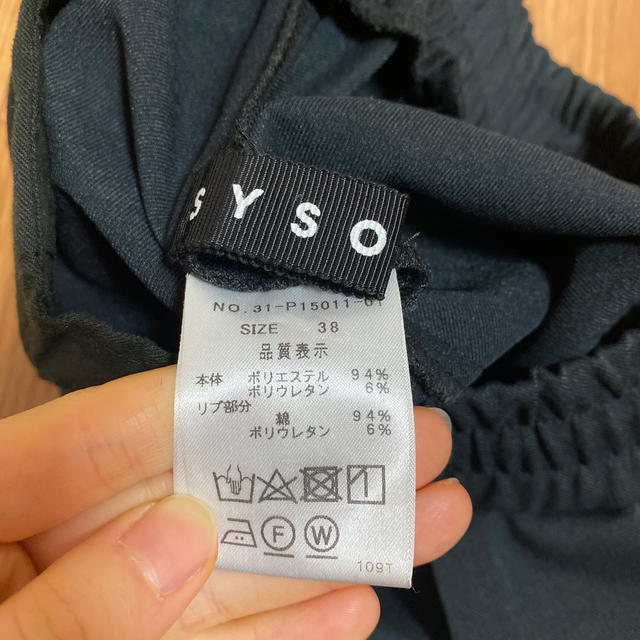 SYSO
NO.31-P15011-01
SIZE 38
品質表示
本体 ポリエステル 94%
ポリウレタン 6%
リブ部分 綿 94%
ポリウレタン 6%
F W
109T